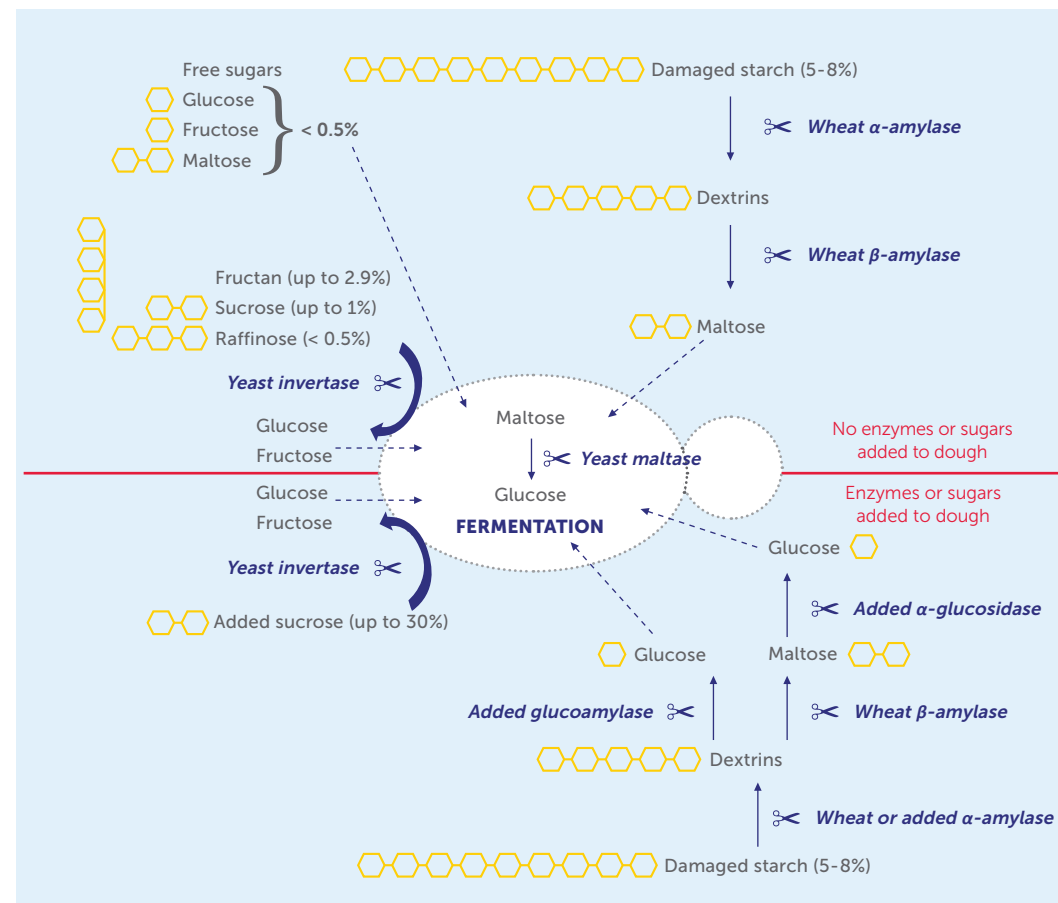 Free sugars
Glucose
Fructose
Maltose
< 0.5%
Damaged starch (5-8%)
Wheat α-amylase
Dextrins
Wheat β-amylase
Maltose
Fructan (up to 2.9%)
Sucrose (up to 1%)
Raffinose (< 0.5%)
Yeast invertase
Glucose
Fructose
Maltose
Yeast maltase
Glucose
FERMENTATION
No enzymes or sugars
added to dough
Enzymes or sugars
added to dough
Glucose
Fructose
Yeast invertase
Added sucrose (up to 30%)
Glucose
Added α-glucosidase
Glucose
Maltose
Added glucoamylase
Wheat β-amylase
Dextrins
Wheat or added α-amylase
Damaged starch (5-8%)